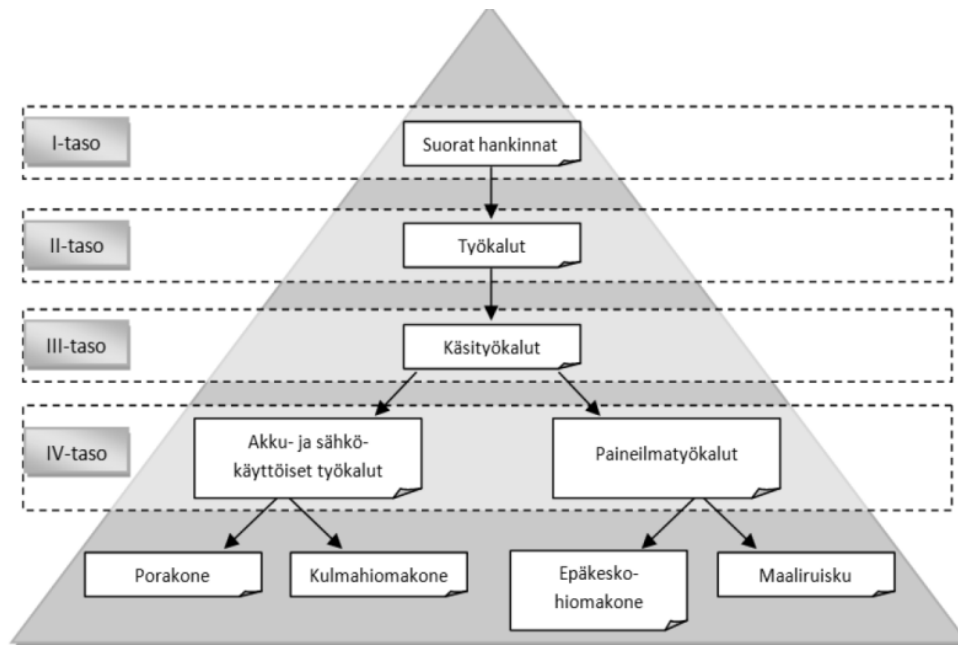 I-taso
Suorat hankinnat
II-taso
Työkalut
III-taso
Käsityökalut
IV-taso
Akku- ja sähkö-
käyttöiset työkalut
Paineilmatyökalut
Porakone
Kulmahiomakone
Epäkesko-
hiomakone
Maaliruisku